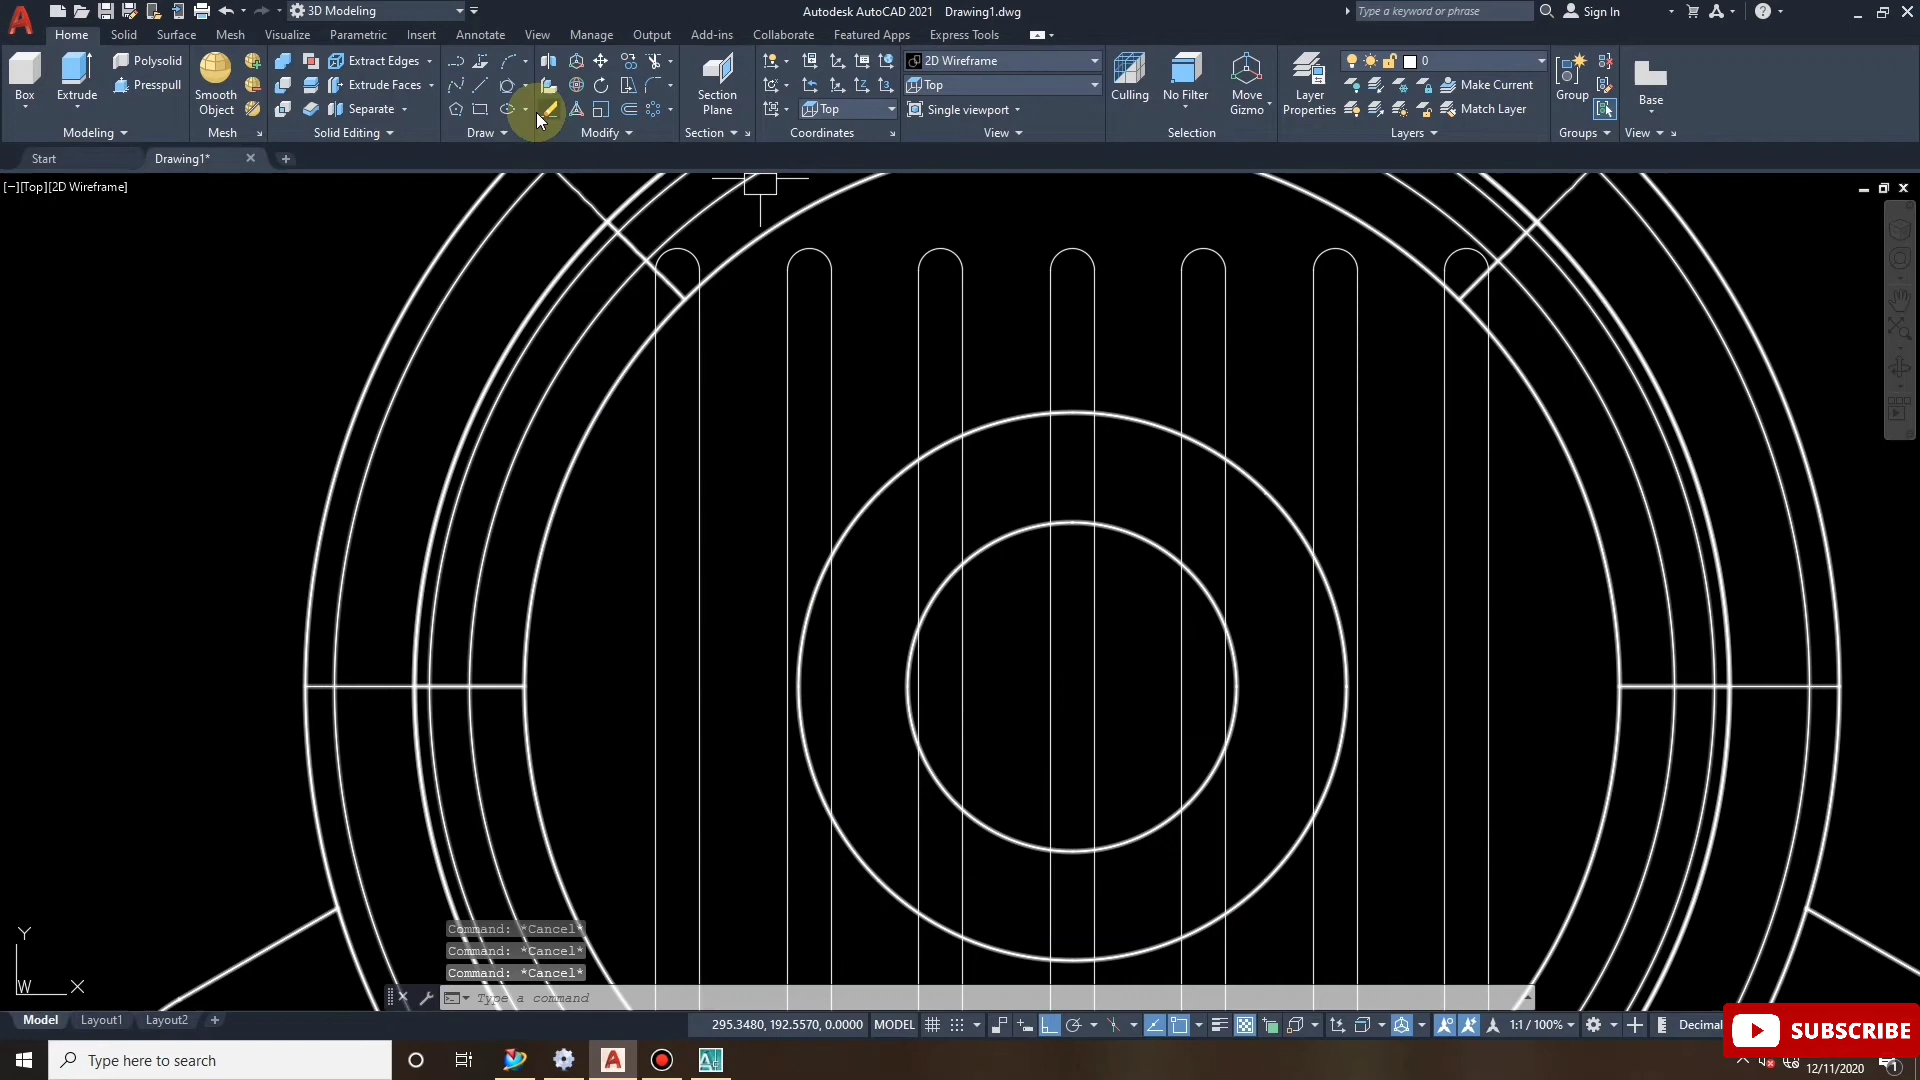 3D Modeling
Autodesk AutoCAD 2021 Drawing1.dwg
Type a keyword or phrase
Sign In
Home Solid Surface Mesh Visualize Parametric Insert Annotate View Manage Output Add-ins Collaborate Featured Apps Express Tools
Box
Extrude
Polysolid
Presspull
Smooth Object
Extract Edges
Extrude Faces
Separate
Section Plane
Top
2D Wireframe
Top
Single viewport
Culling
No Filter
Move Gizmo
Layer Properties
0
Make Current
Match Layer
Group
Base
Modeling Mesh Solid Editing Draw Modify Section Coordinates View Selection Layers Groups View
Start Drawing1*
[−][Top][2D Wireframe]
Y
W X
Command: *Cancel*
Command: *Cancel*
Command: *Cancel*
Type a command
Model Layout1 Layout2
295.3480, 192.5570, 0.0000 MODEL 1:1 / 100% Decimal
SUBSCRIBE
Type here to search
12/11/2020
1